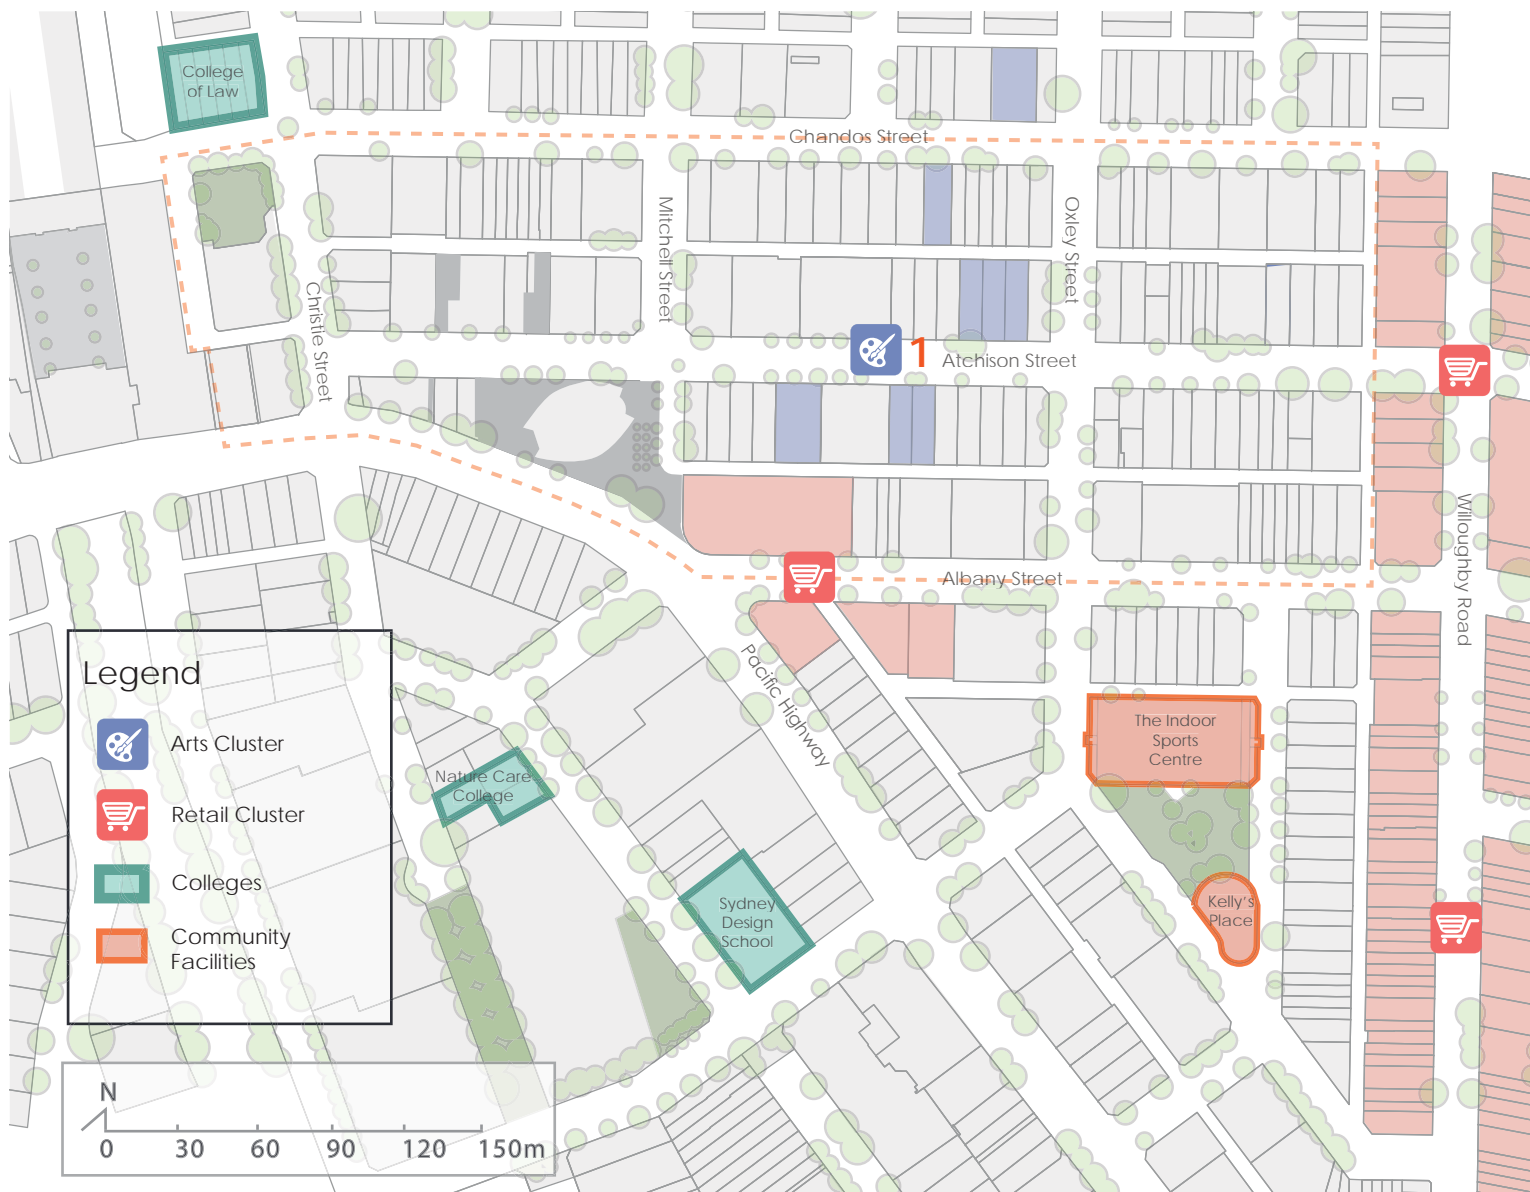 College
of Law
Chandos Street
Mitchell Street
Oxley Street
Christie Street
1
Atchison Street
Willoughby Road
Albany Street
Pacific Highway
The Indoor
Sports
Centre
Nature Care
College
Kelly's
Place
Sydney
Design
School
Legend
Arts Cluster
Retail Cluster
Colleges
Community
Facilities
N
0 30 60 90 120 150m